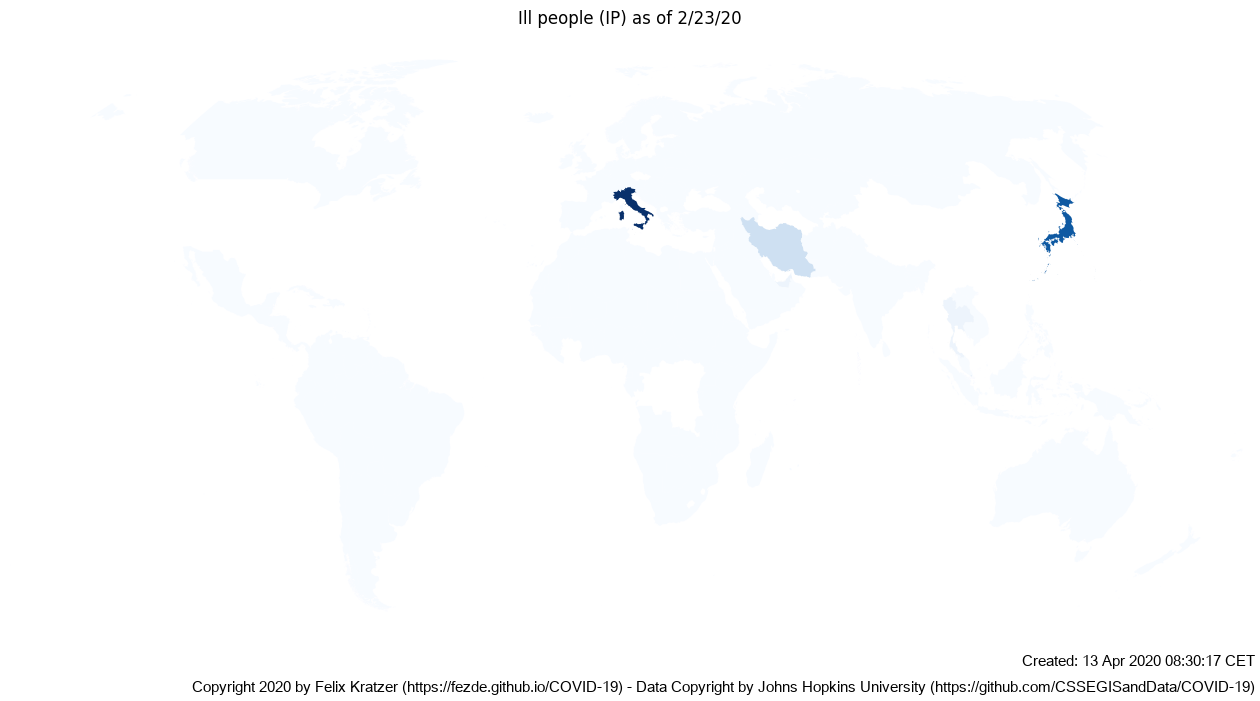 Ill people (IP) as of 2/23/20
Created: 13 Apr 2020 08:30:17 CET
Copyright 2020 by Felix Kratzer (https://fezde.github.io/COVID-19) - Data Copyright by Johns Hopkins University (https://github.com/CSSEGISandData/COVID-19)